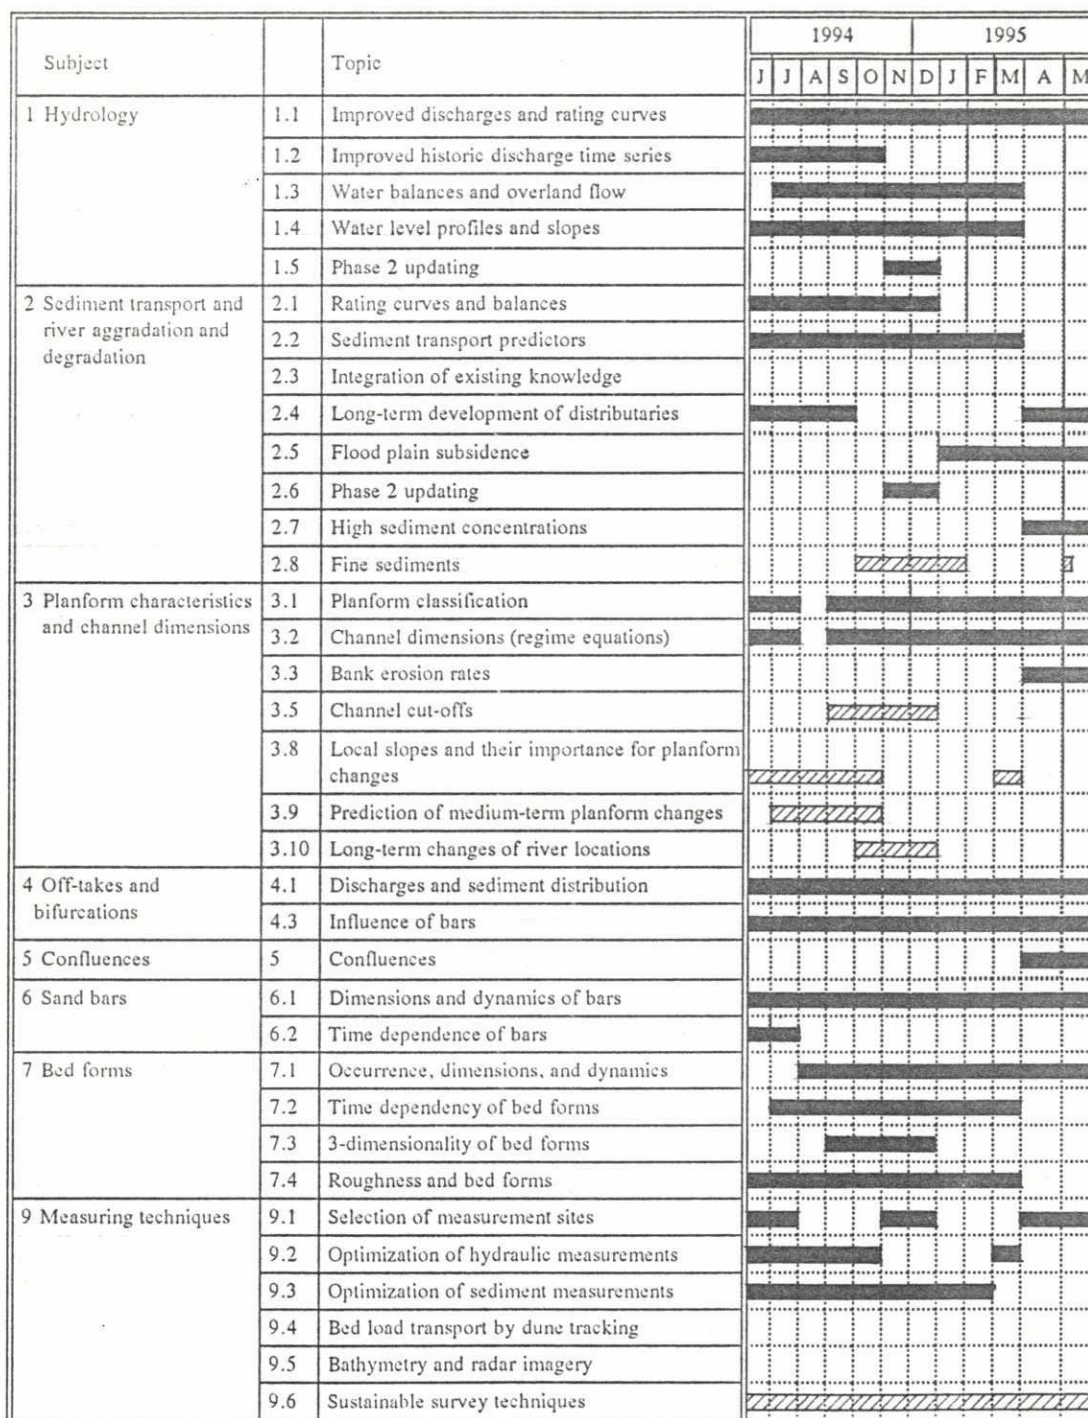 1994 1995
Subject Topic
J J A S O N D J F M A M
1 Hydrology 1.1 Improved discharges and rating curves
1.2 Improved historic discharge time series
1.3 Water balances and overland flow
1.4 Water level profiles and slopes
1.5 Phase 2 updating
2 Sediment transport and 2.1 Rating curves and balances
river aggradation and
degradation 2.2 Sediment transport predictors
2.3 Integration of existing knowledge
2.4 Long-term development of distributaries
2.5 Flood plain subsidence
2.6 Phase 2 updating
2.7 High sediment concentrations
2.8 Fine sediments
3 Planform characteristics 3.1 Planform classification
and channel dimensions 3.2 Channel dimensions (regime equations)
3.3 Bank erosion rates
3.5 Channel cut-offs
3.8 Local slopes and their importance for planform
changes
3.9 Prediction of medium-term planform changes
3.10 Long-term changes of river locations
4 Off-takes and 4.1 Discharges and sediment distribution
bifurcations 4.3 Influence of bars
5 Confluences 5 Confluences
6 Sand bars 6.1 Dimensions and dynamics of bars
6.2 Time dependence of bars
7 Bed forms 7.1 Occurrence, dimensions, and dynamics
7.2 Time dependency of bed forms
7.3 3-dimensionality of bed forms
7.4 Roughness and bed forms
9 Measuring techniques 9.1 Selection of measurement sites
9.2 Optimization of hydraulic measurements
9.3 Optimization of sediment measurements
9.4 Bed load transport by dune tracking
9.5 Bathymetry and radar imagery
9.6 Sustainable survey techniques